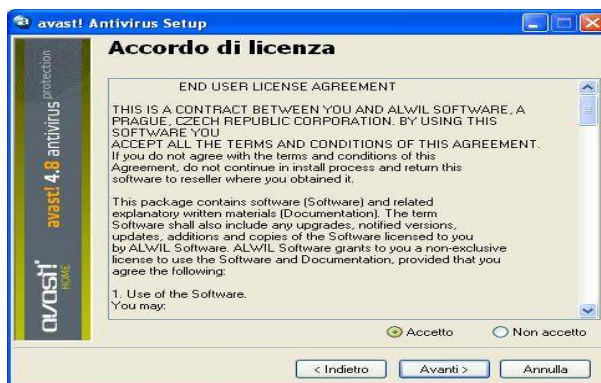 avast! Antivirus Setup
Accordo di licenza
avast! 4.8 antivirus protection
avast!
HOME
END USER LICENSE AGREEMENT
THIS IS A CONTRACT BETWEEN YOU AND ALWIL SOFTWARE, A
PRAGUE, CZECH REPUBLIC CORPORATION. BY USING THIS
SOFTWARE YOU
ACCEPT ALL THE TERMS AND CONDITIONS OF THIS AGREEMENT.
If you do not agree with the terms and conditions of this
Agreement, do not continue in install process and return this
software to reseller where you obtained it.
This package contains software (Software) and related
explanatory written materials (Documentation). The term
Software shall also include any upgrades, notified versions,
updates, additions and copies of the Software licensed to you
by ALWIL Software. ALWIL Software grants to you a non-exclusive
license to use the Software and Documentation, provided that you
agree the following:
1. Use of the Software.
You may:
Accetto
Non accetto
< Indietro
Avanti >
Annulla